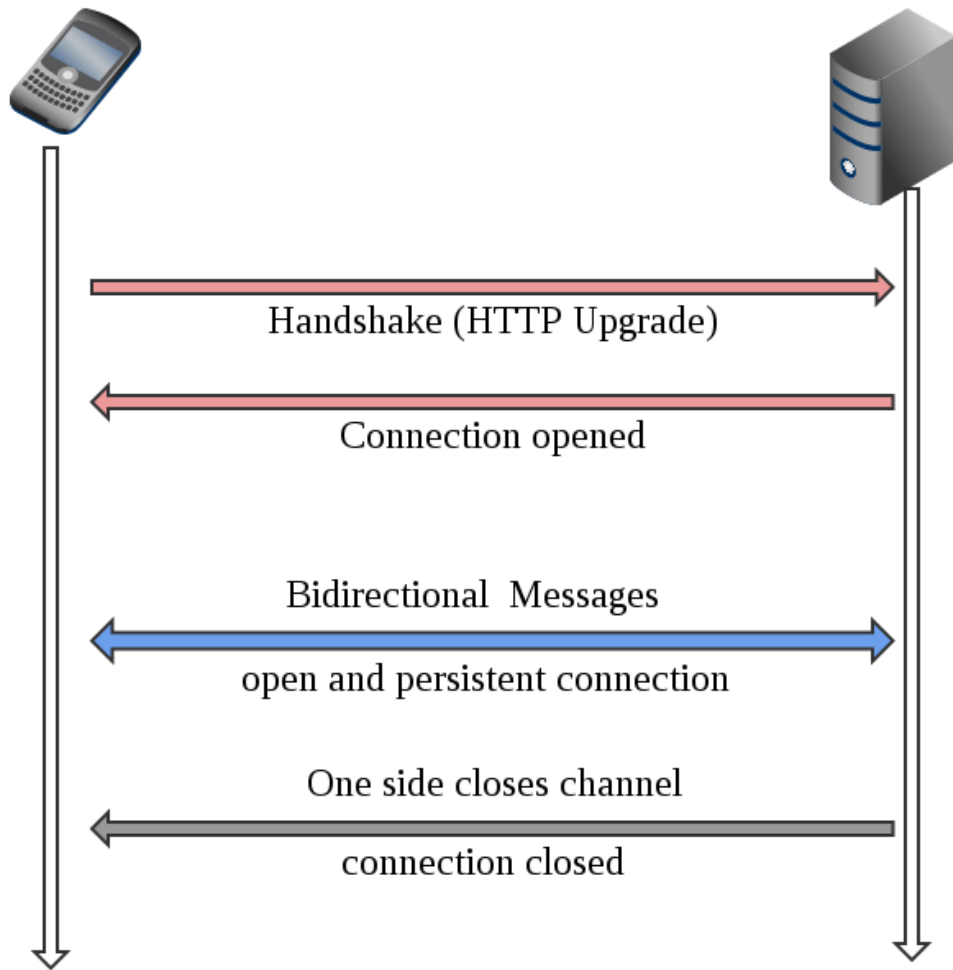 Handshake (HTTP Upgrade)
Connection opened
Bidirectional Messages
open and persistent connection
One side closes channel
connection closed